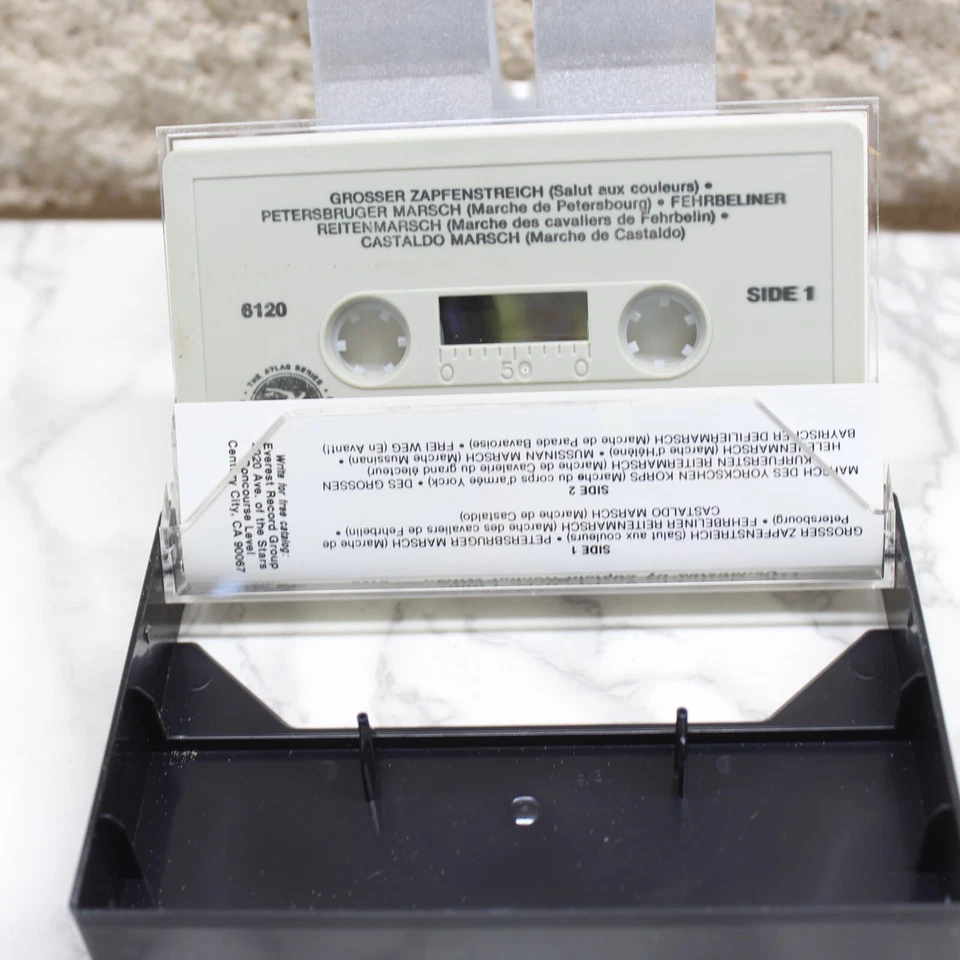 GROSSER ZAPFENSTREICH (Salut aux couleurs) •
PETERSBRUGER MARSCH (Marche de Petersbourg) • FEHRBELINER
REITENMARSCH (Marche des cavaliers de Fehrbelin) •
CASTALDO MARSCH (Marche de Castaldo)
6120
SIDE 1
0 50 0
• THE ATLAS SERIES •
SIDE 1
GROSSER ZAPFENSTREICH (Salut aux couleurs) • PETERSBRUGER MARSCH (Marche de
Petersbourg) • FEHRBELINER REITENMARSCH (Marche des cavaliers de Fehrbelin) •
CASTALDO MARSCH (Marche de Castaldo)
SIDE 2
MARSCH DES YORCKSCHEN KORPS (Marche du corps d'armée Yorck) • DES GROSSEN
KURFUERSTEN REITERMARSCH (Marche de Cavalerie du grand électeur)
HELENENMARSCH (Marche d'Hélène) • MUSSINAN MARSCH (Marche Mussinan) •
BAYRISCHER DEFILIERMARSCH (Marche de Parade Bavaroise) • FREI WEG (En Avant!)
Write for free catalog:
Everest Record Group
2020 Ave. of the Stars
Concourse Level
Century City, CA 90067